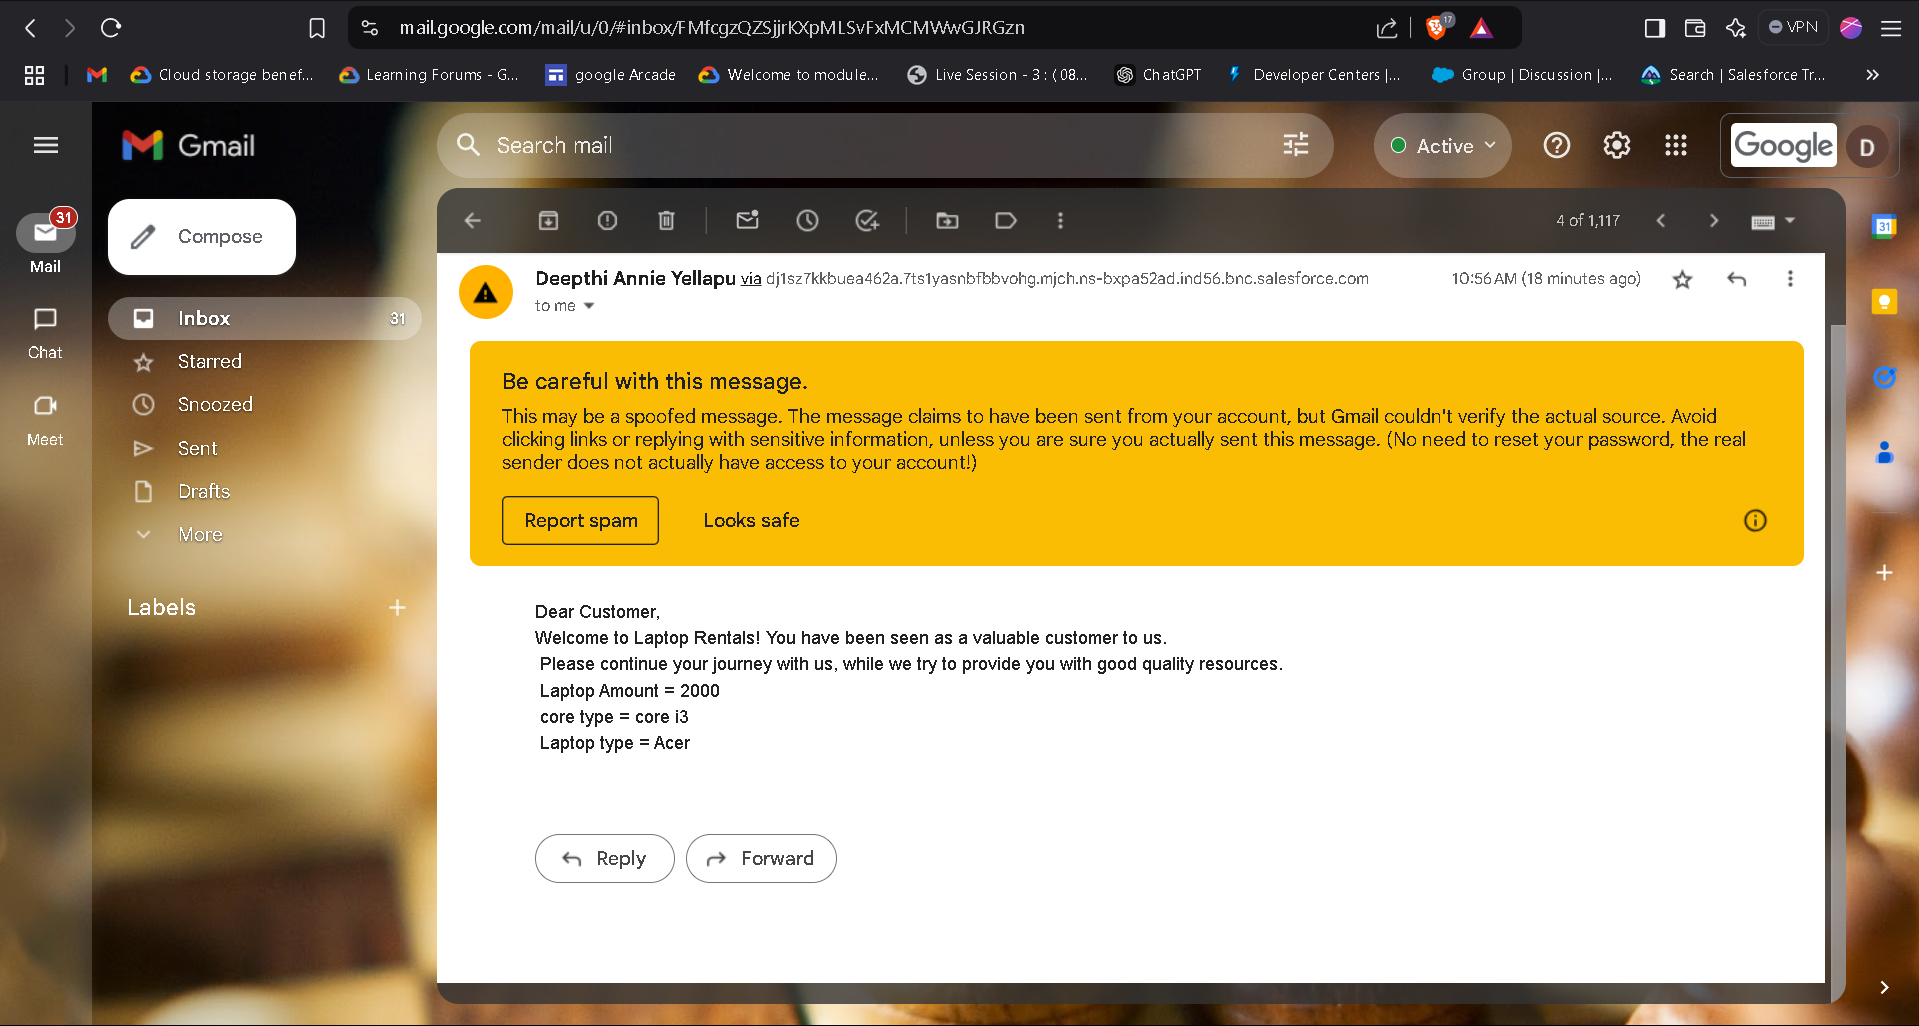 mail.google.com/mail/u/0/#inbox/FMfcgzQZSjjrKXpMLSvFxMCMWwGJRGzn
17
VPN
Cloud storage benef...
Learning Forums - G...
google Arcade
Welcome to module...
Live Session - 3 : ( 08...
ChatGPT
Developer Centers |...
Group | Discussion |...
Search | Salesforce Tr...
Gmail
Search mail
Active
Google
D
31
Mail
Chat
Meet
Compose
Inbox 31
Starred
Snoozed
Sent
Drafts
More
Labels
4 of 1,117
31
Deepthi Annie Yellapu via dj1sz7kkbuea462a.7ts1yasnbfbbvohg.mjch.ns-bxpa52ad.ind56.bnc.salesforce.com
10:56 AM (18 minutes ago)
to me
Be careful with this message.
This may be a spoofed message. The message claims to have been sent from your account, but Gmail couldn't verify the actual source. Avoid
clicking links or replying with sensitive information, unless you are sure you actually sent this message. (No need to reset your password, the real
sender does not actually have access to your account!)
Report spam
Looks safe
Dear Customer,
Welcome to Laptop Rentals! You have been seen as a valuable customer to us.
Please continue your journey with us, while we try to provide you with good quality resources.
Laptop Amount = 2000
core type = core i3
Laptop type = Acer
Reply
Forward